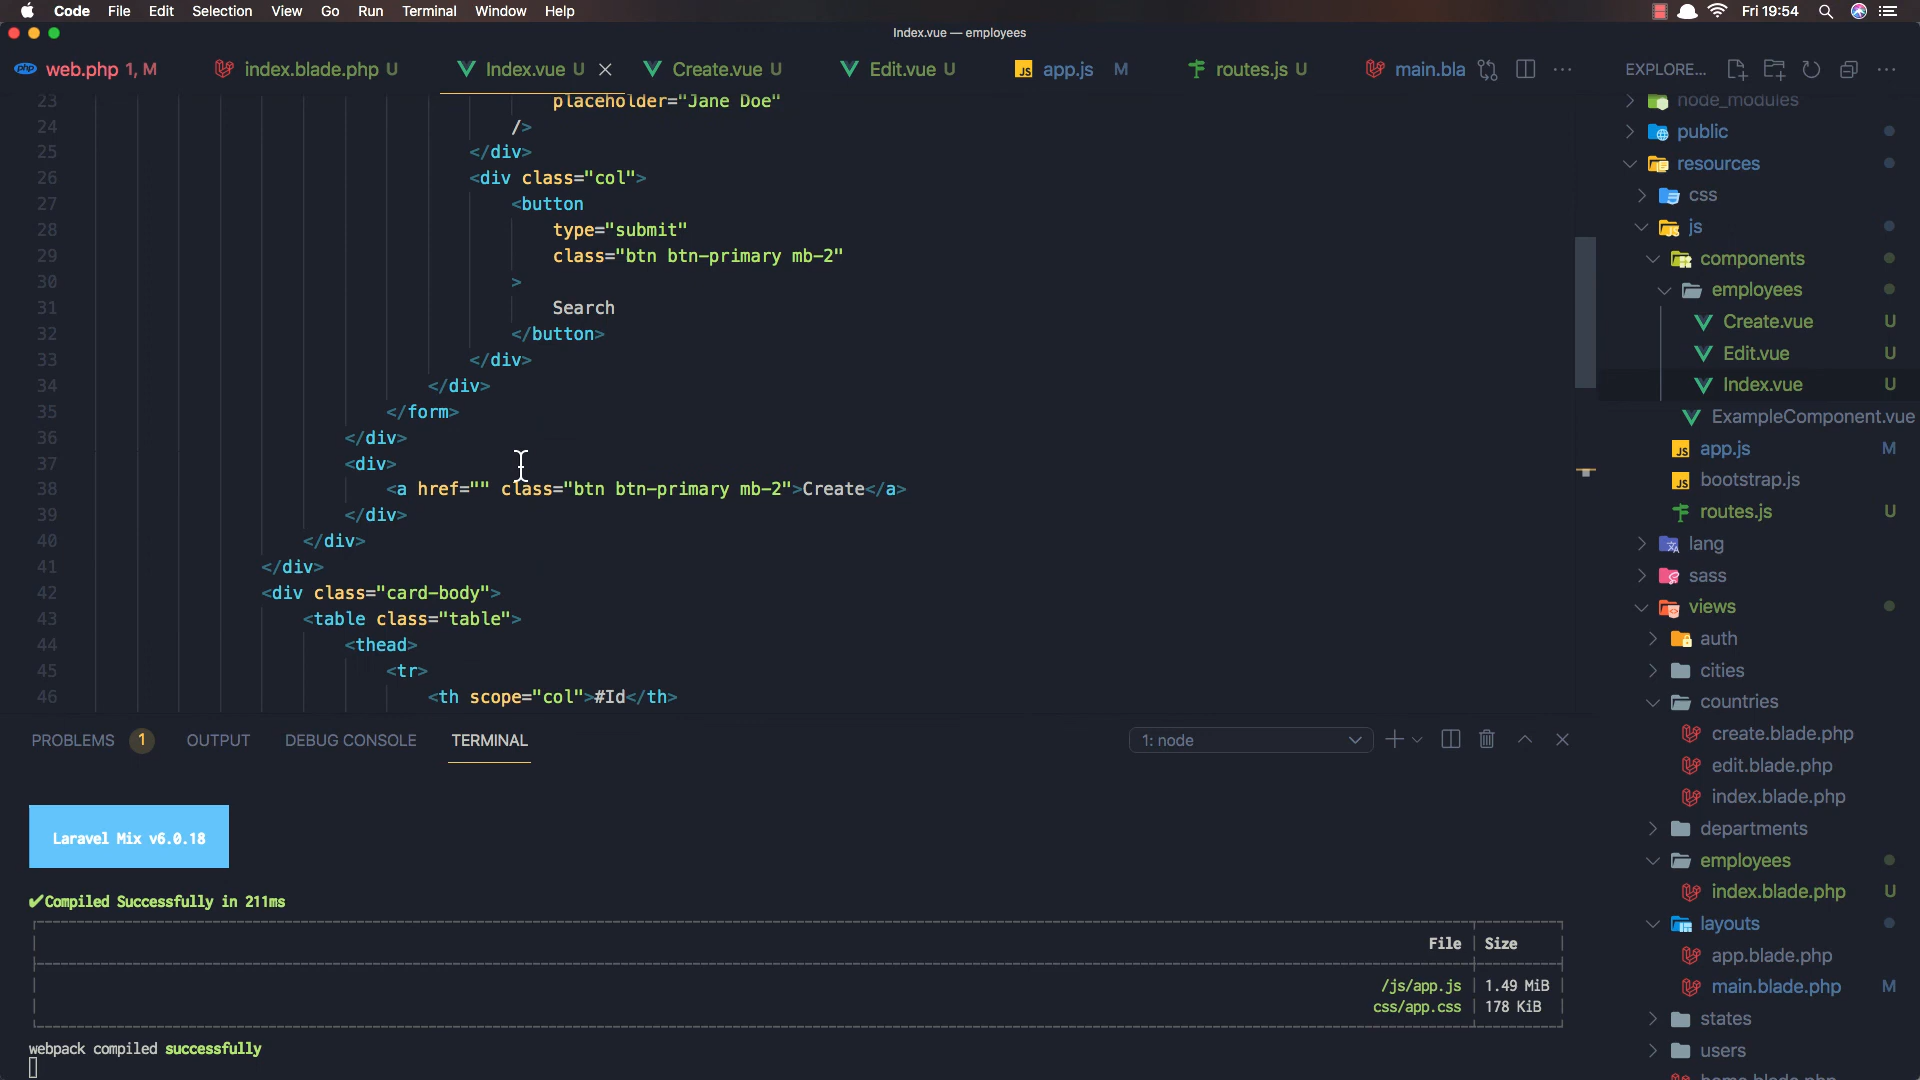 Code File Edit Selection View Go Run Terminal Window Help
Fri 19:54
Index.vue — employees
web.php 1, M
index.blade.php U
Index.vue U
Create.vue U
Edit.vue U
app.js M
routes.js U
main.bla
EXPLORE...
23 placeholder="Jane Doe"
24 />
25 </div>
26 <div class="col">
27 <button
28 type="submit"
29 class="btn btn-primary mb-2"
30 >
31 Search
32 </button>
33 </div>
34 </div>
35 </form>
36 </div>
37 <div>
38 <a href="" class="btn btn-primary mb-2">Create</a>
39 </div>
40 </div>
41 </div>
42 <div class="card-body">
43 <table class="table">
44 <thead>
45 <tr>
46 <th scope="col">#Id</th>
node_modules
public
resources
css
js
components
employees
Create.vue U
Edit.vue U
Index.vue U
ExampleComponent.vue
app.js M
bootstrap.js
routes.js U
lang
sass
views
auth
cities
countries
create.blade.php
edit.blade.php
index.blade.php
departments
employees
index.blade.php U
layouts
app.blade.php
main.blade.php M
states
users
PROBLEMS 1 OUTPUT DEBUG CONSOLE TERMINAL
1: node
Laravel Mix v6.0.18
✔Compiled Successfully in 211ms
File Size
/js/app.js 1.49 MiB
css/app.css 178 KiB
webpack compiled successfully